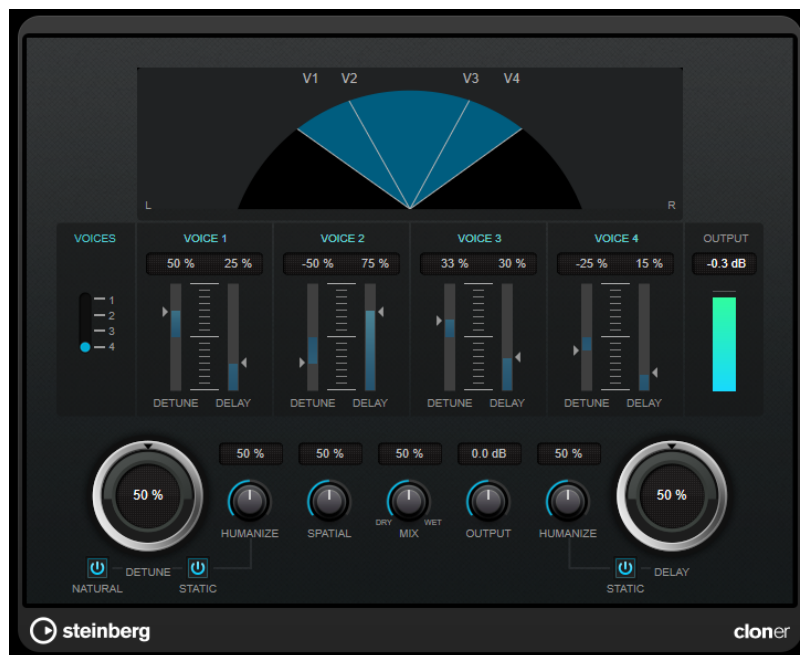 V1 V2 V3 V4
L R
VOICES VOICE 1 VOICE 2 VOICE 3 VOICE 4 OUTPUT
50 % 25 % -50 % 75 % 33 % 30 % -25 % 15 % -0.3 dB
1
2
3
4
DETUNE DELAY DETUNE DELAY DETUNE DELAY DETUNE DELAY
50 % 50 % 50 % 0.0 dB 50 %
50 % 50 %
DRY WET
HUMANIZE SPATIAL MIX OUTPUT HUMANIZE
DETUNE DELAY
NATURAL STATIC STATIC
steinberg cloner